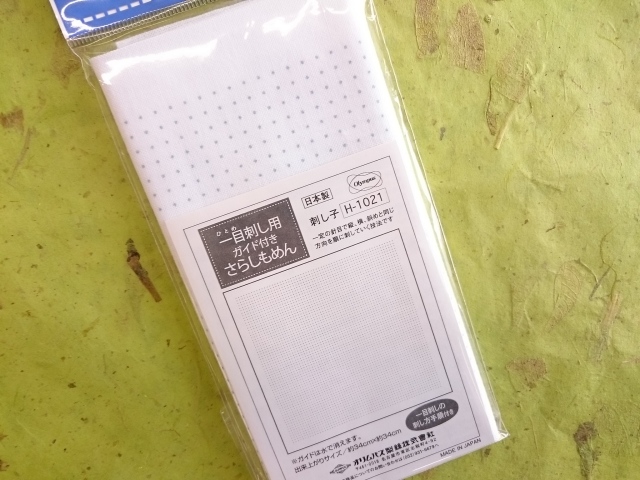 Olympus
日本製
刺し子 H-1021
ひとめ
一目刺し用
ガイド付き
さらしもめん
一定の針目で縦、横、斜めと同じ
方向を順に刺していく技法です
一目刺しの
刺し方手順付き
※ガイドは水で消えます。
出来上がりサイズ/約34cm×約34cm
オリムパス製絲株式會社
MADE IN JAPAN